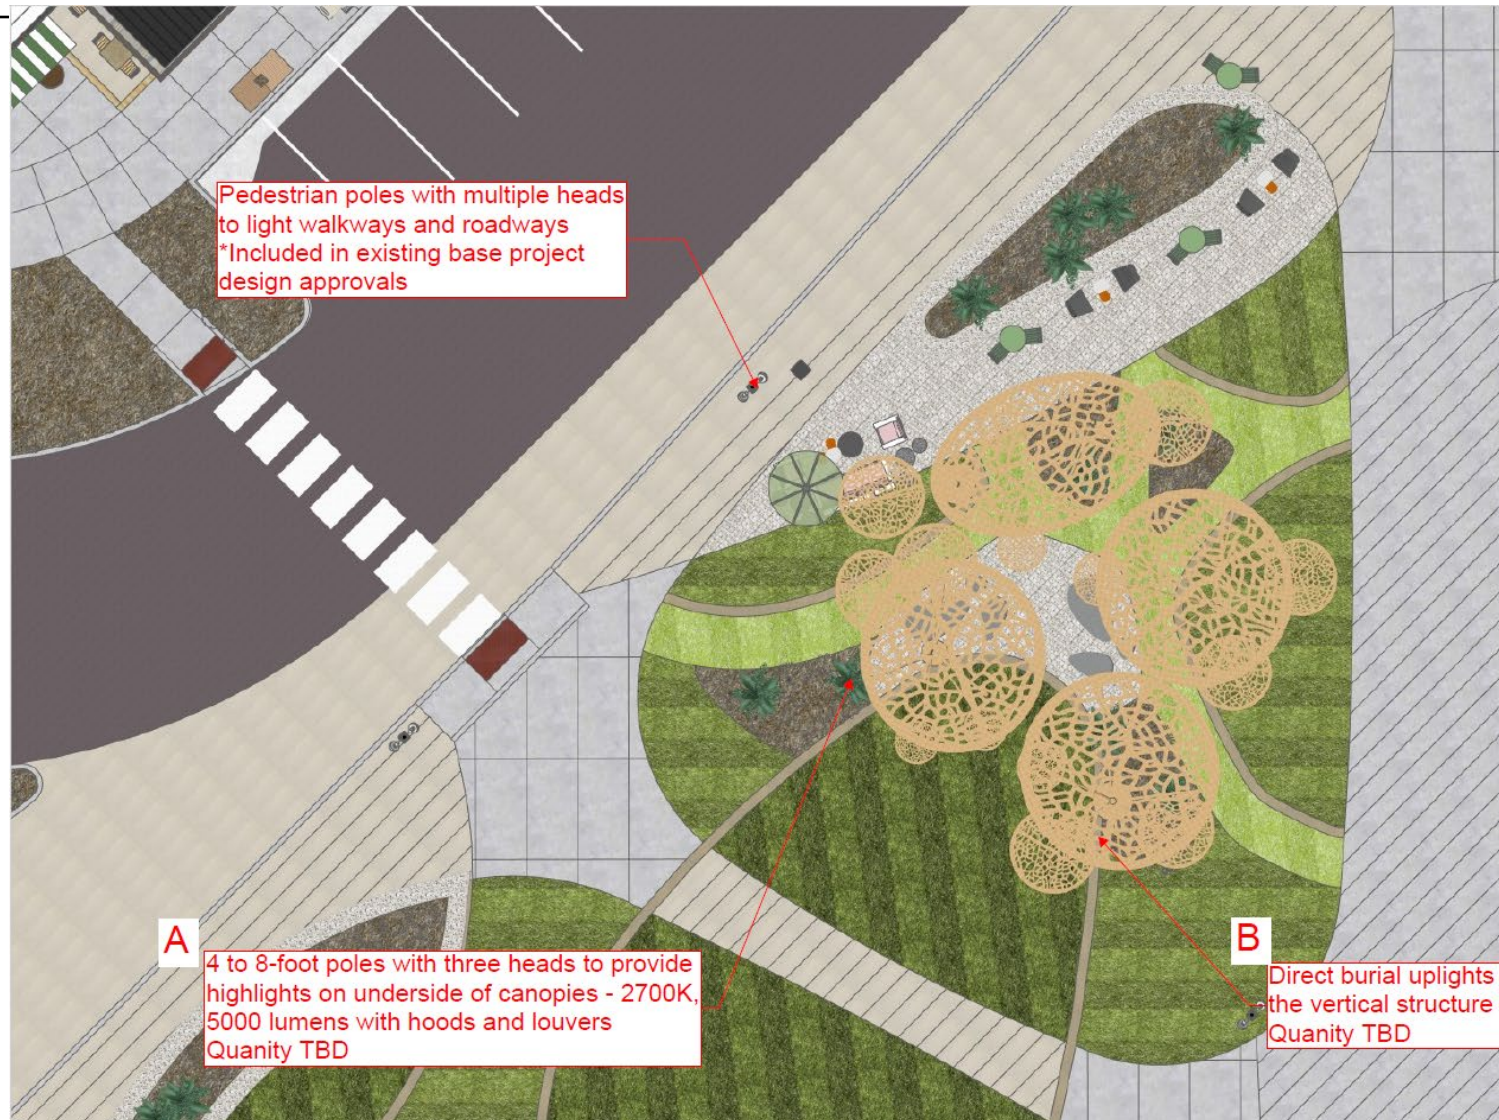 Pedestrian poles with multiple heads
to light walkways and roadways
*Included in existing base project
design approvals
A
4 to 8-foot poles with three heads to provide
highlights on underside of canopies - 2700K,
5000 lumens with hoods and louvers
Quanity TBD
B
Direct burial uplights
the vertical structure
Quanity TBD